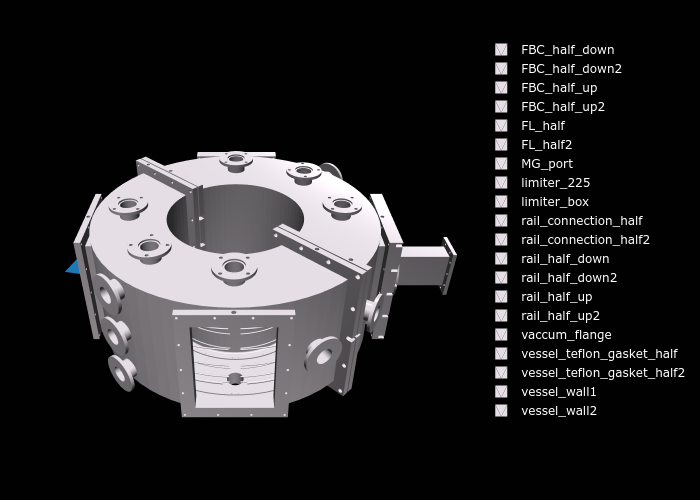 FBC_half_down
FBC_half_down2
FBC_half_up
FBC_half_up2
FL_half
FL_half2
MG_port
limiter_225
limiter_box
rail_connection_half
rail_connection_half2
rail_half_down
rail_half_down2
rail_half_up
rail_half_up2
vaccum_flange
vessel_teflon_gasket_half
vessel_teflon_gasket_half2
vessel_wall1
vessel_wall2